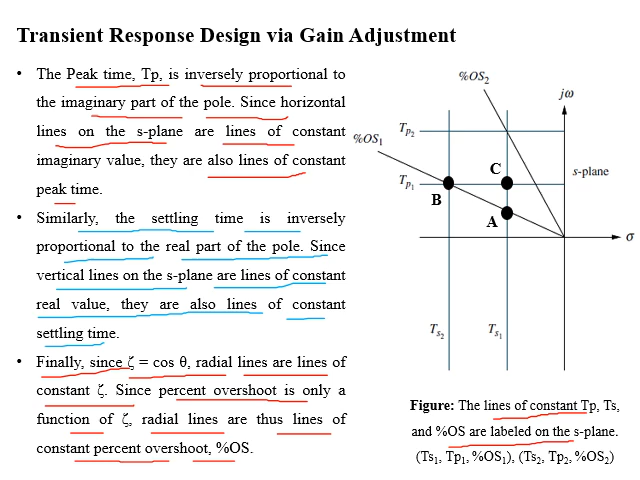 Transient Response Design via Gain Adjustment
• The Peak time, Tp, is inversely proportional to
the imaginary part of the pole. Since horizontal
lines on the s-plane are lines of constant
imaginary value, they are also lines of constant
peak time.
• Similarly, the settling time is inversely
proportional to the real part of the pole. Since
vertical lines on the s-plane are lines of constant
real value, they are also lines of constant
settling time.
• Finally, since ζ = cos θ, radial lines are lines of
constant ζ. Since percent overshoot is only a
function of ζ, radial lines are thus lines of
constant percent overshoot, %OS.
%OS₂
jω
%OS₁
Tp₂
C
s-plane
Tp₁
B
A
σ
Ts₂
Ts₁
Figure: The lines of constant Tp, Ts,
and %OS are labeled on the s-plane.
(Ts₁, Tp₁, %OS₁), (Ts₂, Tp₂, %OS₂)